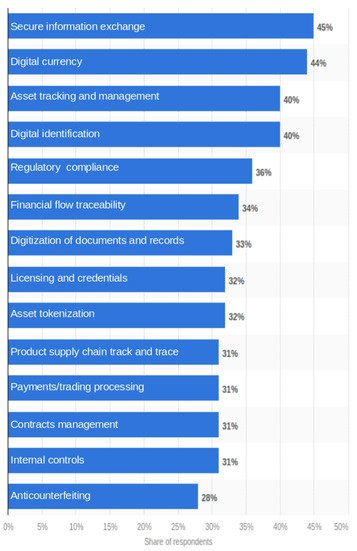 Secure information exchange 45%
Digital currency 44%
Asset tracking and management 40%
Digital identification 40%
Regulatory  compliance 36%
Financial flow traceability 34%
Digitization of documents and records 33%
Licensing and credentials 32%
Asset tokenization 32%
Product supply chain track and trace 31%
Payments/trading processing 31%
Contracts management 31%
Internal controls 31%
Anticounterfeiting 28%
0% 5% 10% 15% 20% 25% 30% 35% 40% 45% 50%
Share of respondents